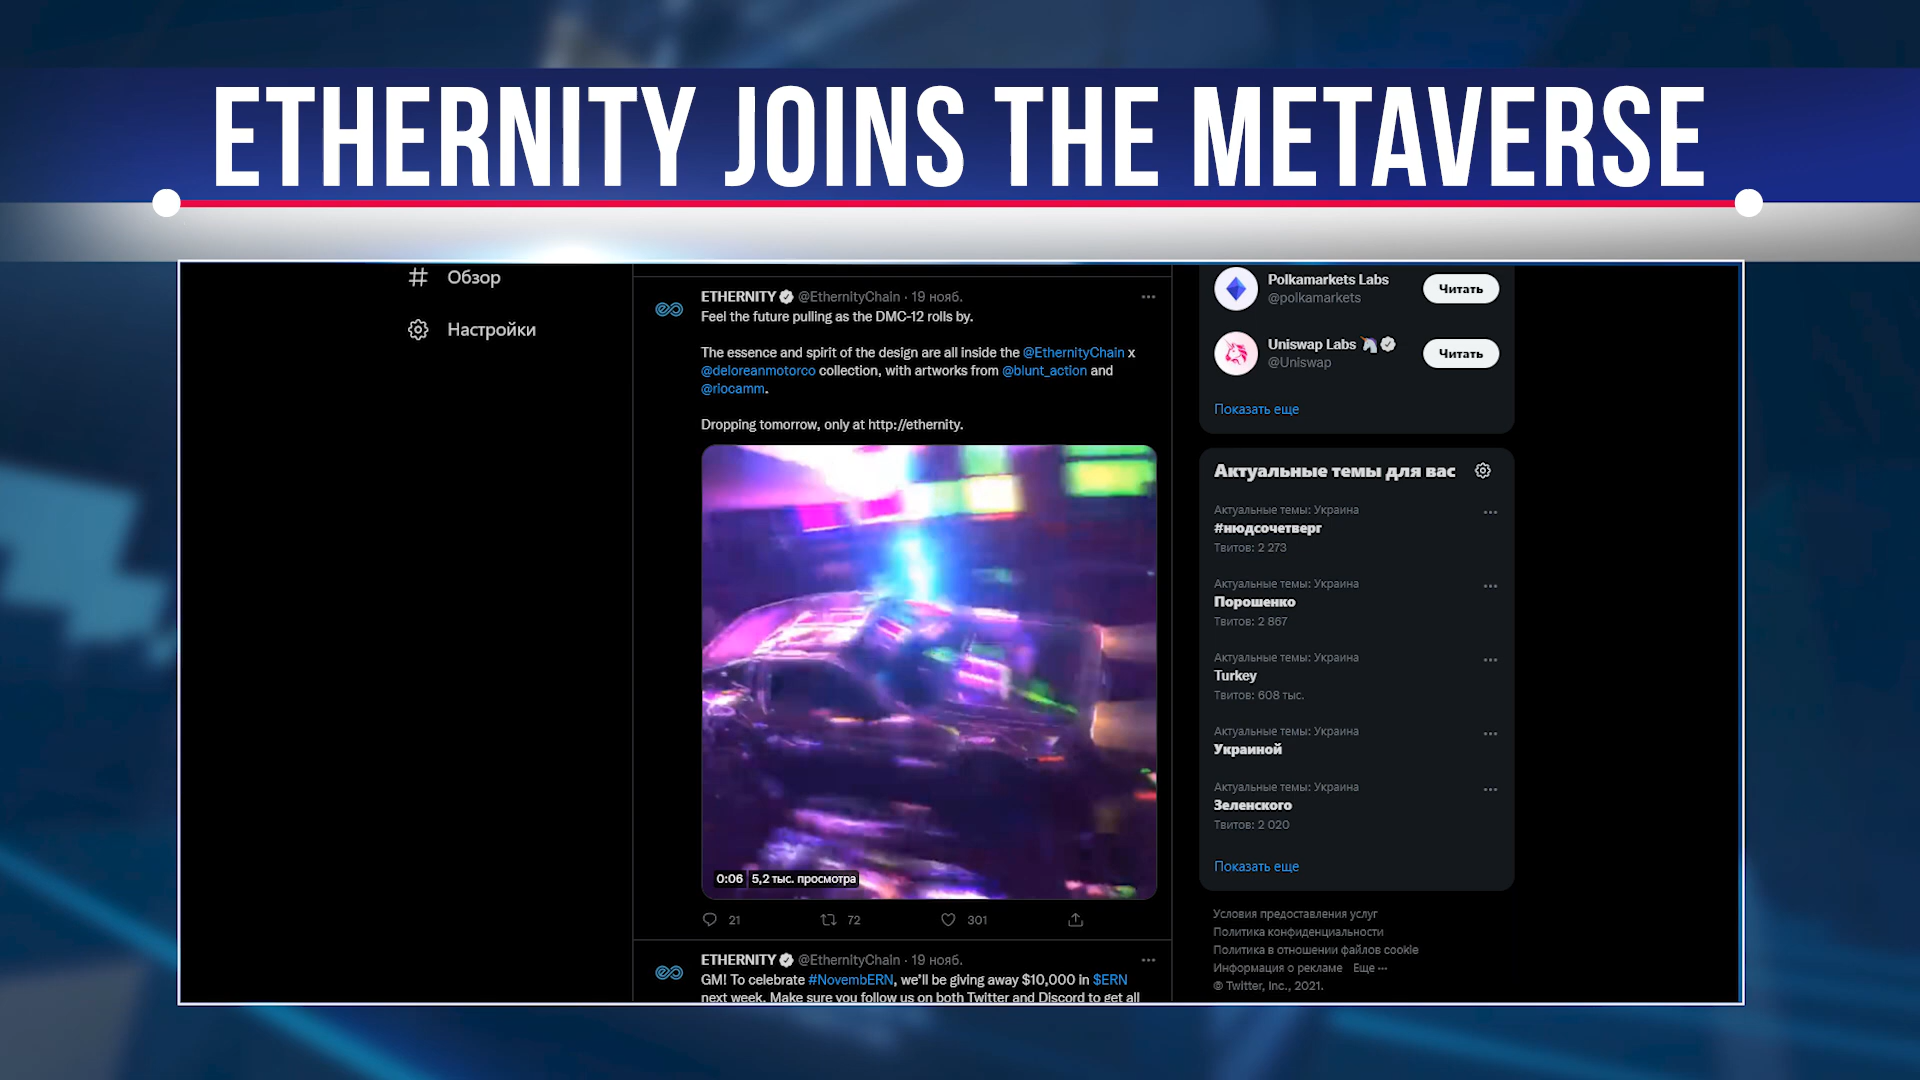 ETHERNITY JOINS THE METAVERSE
Обзор
Настройки
ETHERNITY @EthernityChain · 19 нояб.
Feel the future pulling as the DMC-12 rolls by.
The essence and spirit of the design are all inside the @EthernityChain x
@deloreanmotorco collection, with artworks from @blunt_action and
@riocamm.
Dropping tomorrow, only at http://ethernity.
0:06 5,2 тыс. просмотра
21 72 301
ETHERNITY @EthernityChain · 19 нояб.
GM! To celebrate #NovembERN, we'll be giving away $10,000 in $ERN
next week. Make sure you follow us on both Twitter and Discord to get all
Polkamarkets Labs
@polkamarkets
Читать
Uniswap Labs
@Uniswap
Читать
Показать еще
Актуальные темы для вас
Актуальные темы: Украина
#нюдсочетверг
Твитов: 2 273
Актуальные темы: Украина
Порошенко
Твитов: 2 867
Актуальные темы: Украина
Turkey
Твитов: 608 тыс.
Актуальные темы: Украина
Украиной
Актуальные темы: Украина
Зеленского
Твитов: 2 020
Показать еще
Условия предоставления услуг
Политика конфиденциальности
Политика в отношении файлов cookie
Информация о рекламе Еще ···
© Twitter, Inc., 2021.